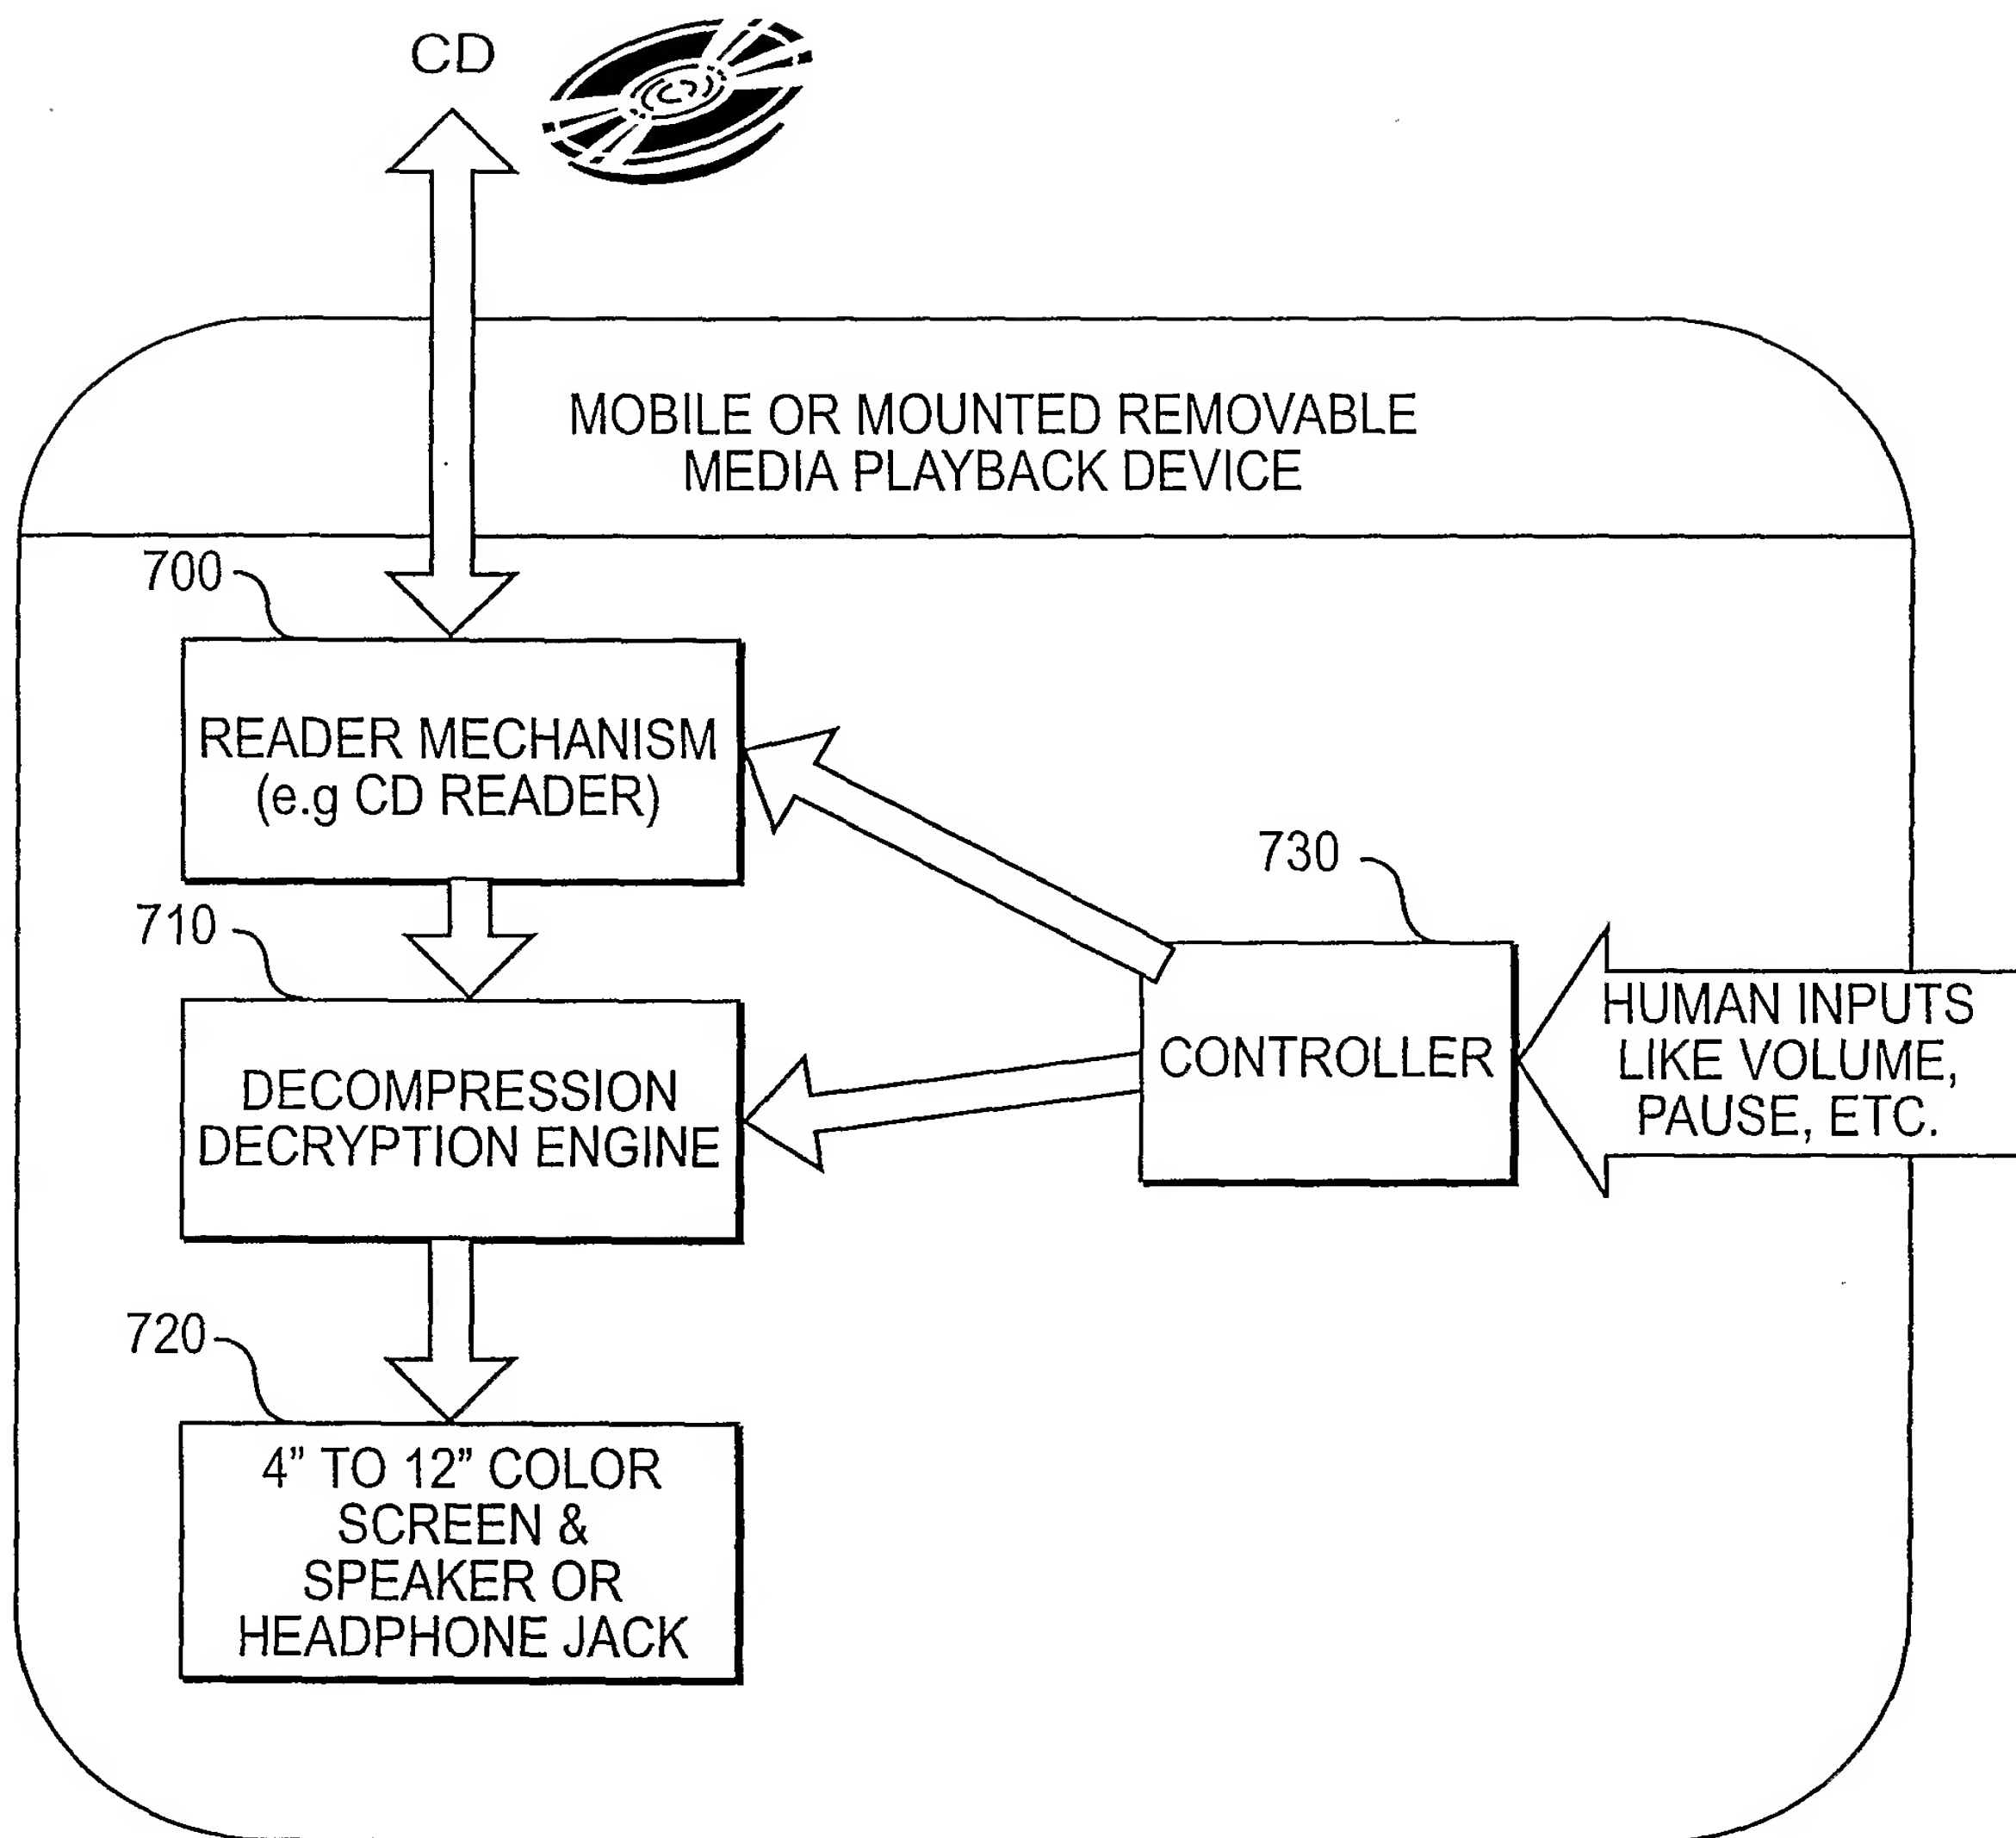 CD
MOBILE OR MOUNTED REMOVABLE
MEDIA PLAYBACK DEVICE
700
READER MECHANISM
(e.g CD READER)
730
710
CONTROLLER
HUMAN INPUTS
LIKE VOLUME,
PAUSE, ETC.
DECOMPRESSION
DECRYPTION ENGINE
720
4” TO 12” COLOR
SCREEN &
SPEAKER OR
HEADPHONE JACK